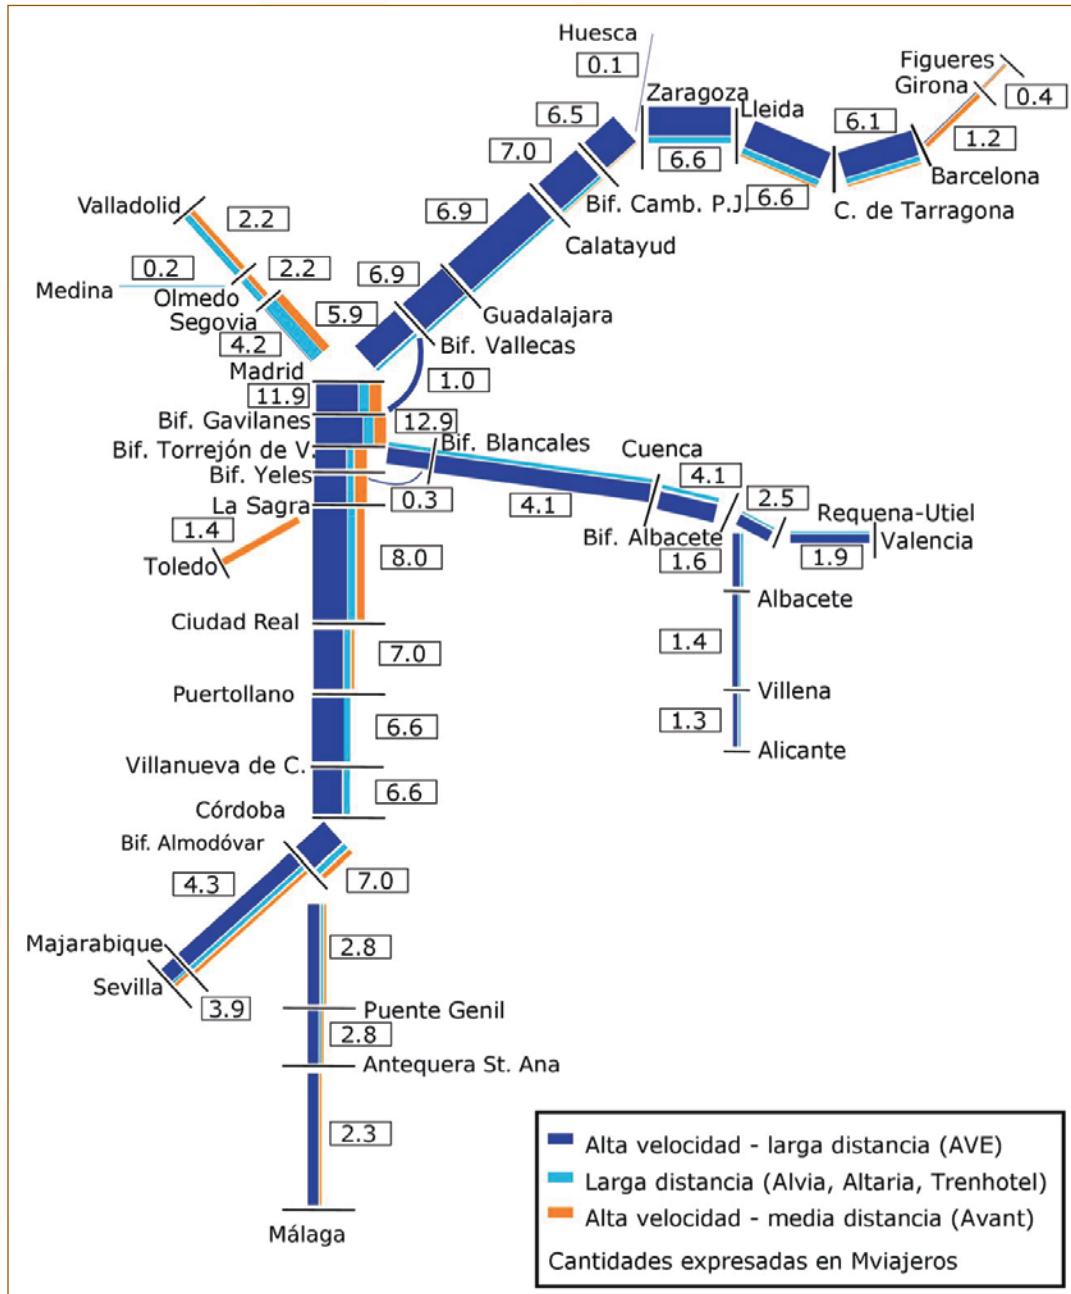 Huesca
0.1
Figueres
Girona
0.4
Zaragoza
Lleida
6.5
6.1
1.2
7.0
6.6
Barcelona
6.6
Bif. Camb. P.J.
C. de Tarragona
Valladolid
2.2
6.9
Calatayud
0.2
2.2
6.9
Medina
Olmedo
Segovia
5.9
Guadalajara
4.2
Bif. Vallecas
Madrid
11.9
1.0
Bif. Gavilanes
12.9
Bif. Torrejón de V.
Bif. Blancales
Cuenca
Bif. Yeles
4.1
0.3
4.1
2.5
La Sagra
Requena-Utiel
1.4
Bif. Albacete
Valencia
1.9
Toledo
8.0
1.6
Albacete
Ciudad Real
7.0
1.4
Puertollano
Villena
6.6
1.3
Alicante
Villanueva de C.
6.6
Córdoba
Bif. Almodóvar
4.3
7.0
Majarabique
2.8
Sevilla
3.9
Puente Genil
2.8
Antequera St. Ana
2.3
Málaga
Alta velocidad - larga distancia (AVE)
Larga distancia (Alvia, Altaria, Trenhotel)
Alta velocidad - media distancia (Avant)
Cantidades expresadas en Mviajeros